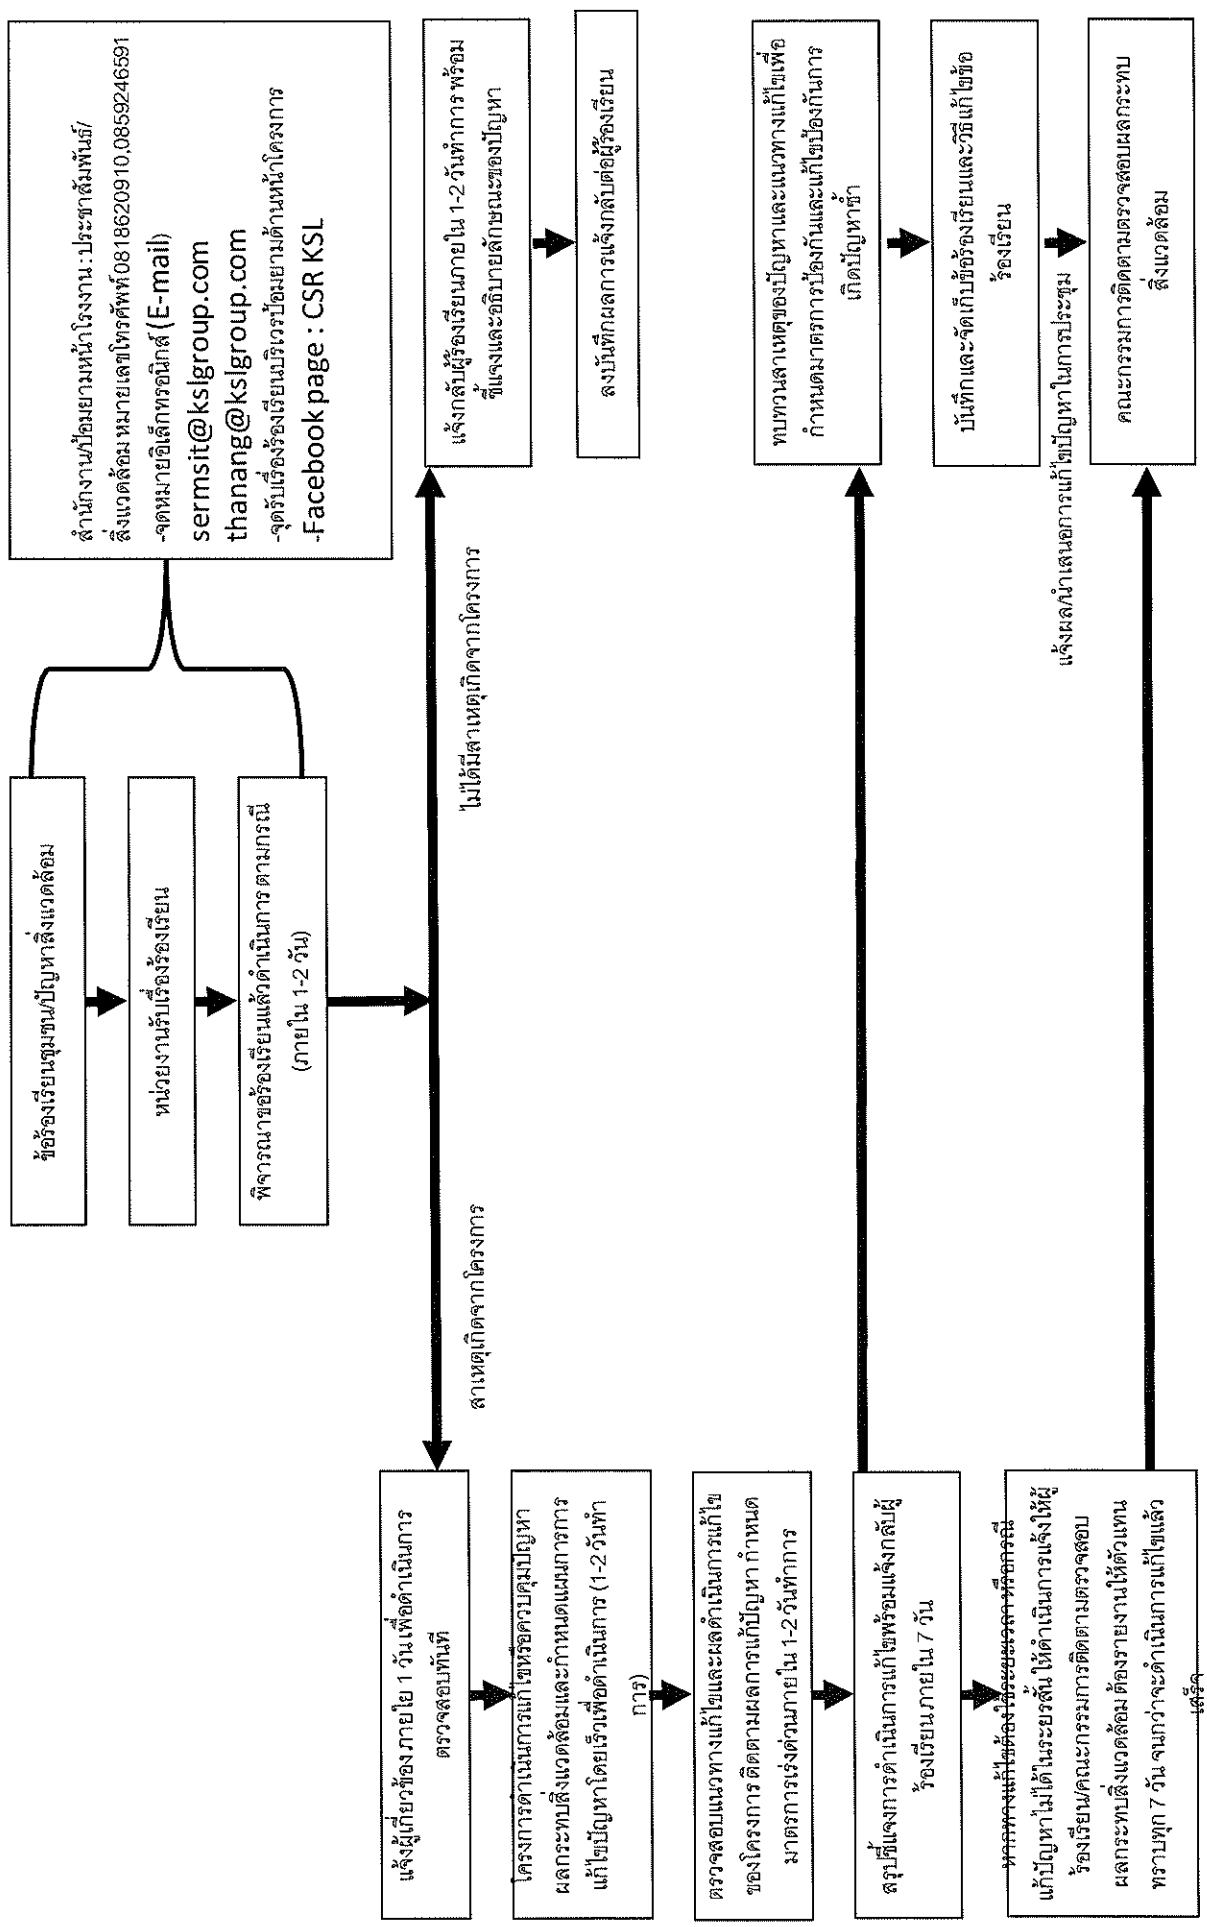 ข้อร้องเรียนชุมชน/ปัญหาสิ่งแวดล้อม
หน่วยงานรับเรื่องร้องเรียน
พิจารณาข้อร้องเรียนแล้วดำเนินการ ตามกรณี
(ภายใน 1-2 วัน)
สำนักงาน/ป้อมยามหน้าโรงงาน : ประชาสัมพันธ์/
สิ่งแวดล้อม หมายเลขโทรศัพท์ 0818620910,0859246591
-จดหมายอิเล็กทรอนิกส์ (E-mail)
sermsit@kslgroup.com
thanang@kslgroup.com
-จุดรับเรื่องร้องเรียนบริเวรป้อมยามด้านหน้าโครงการ
-Facebook page : CSR KSL
สาเหตุเกิดจากโครงการ
ไม่ได้มีสาเหตุเกิดจากโครงการ
แจ้งกลับผู้ร้องเรียนภายใน 1-2 วันทำการ พร้อม
ชี้แจงและอธิบายลักษณะของปัญหา
ลงบันทึกผลการแจ้งกลับต่อผู้ร้องเรียน
แจ้งผู้เกี่ยวข้อง ภายใย 1 วัน เพื่อดำเนินการ
ตรวจสอบทันที
โครงการดำเนินการแก้ไขหรือควบคุมปัญหา
ผลกระทบสิ่งแวดล้อมและกำหนดแผนการการ
แก้ไขปัญหาโดยเร็วเพื่อดำเนินการ (1-2 วันทำ
การ)
ตรวจสอบแนวทางแก้ไขและผลดำเนินการแก้ไข
ของโครงการ ติดตามผลการแก้ปัญหา กำหนด
มาตรการเร่งด่วนภายใน 1-2 วันทำการ
สรุปชี้แจงการดำเนินการแก้ไขพร้อมแจ้งกลับผู้
ร้องเรียน ภายใน 7 วัน
หากทางแก้ไขต้องใช้ระยะเวลา หรือกรณี
แก้ปัญหาไม่ได้ในระยรสั้น ให้ดำเนินการแจ้งให้ผู้
ร้องเรียน/คณะกรรมการติดตามตรวจสอบ
ผลกระทบสิ่งแวดล้อม ต้องรายงานให้ตัวแทน
ทราบทุก 7 วัน จนกว่าจะดำเนินการแก้ไขแล้ว
เสร็จ
ทบทวนสาเหตุของปัญหาและแนวทางแก้ไขเพื่อ
กำหนดมาตรการป้องกันและแก้ไขป้องกันการ
เกิดปัญหาซ้ำ
บันทึกและจัดเก็บข้อร้องเรียนและวิธีแก้ไขข้อ
ร้องเรียน
แจ้งผล/นำเสนอการแก้ไขปัญหาในการประชุม
คณะกรรมการติดตามตรวจสอบผลกระทบ
สิ่งแวดล้อม